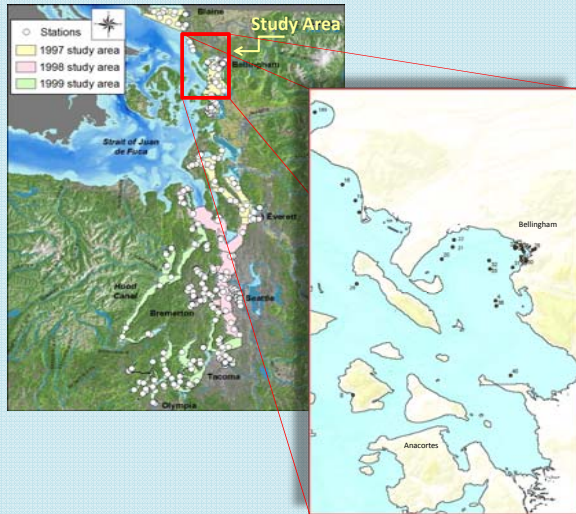 Blaine
Stations
1997 study area
1998 study area
1999 study area
Study Area
Bellingham
Strait of Juan
de Fuca
Everett
Hood
Canal
Seattle
Bremerton
Tacoma
Olympia
Bellingham
Anacortes